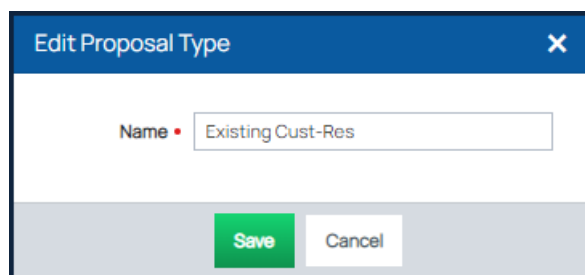 Edit Proposal Type
Name • Existing Cust-Res
Save Cancel